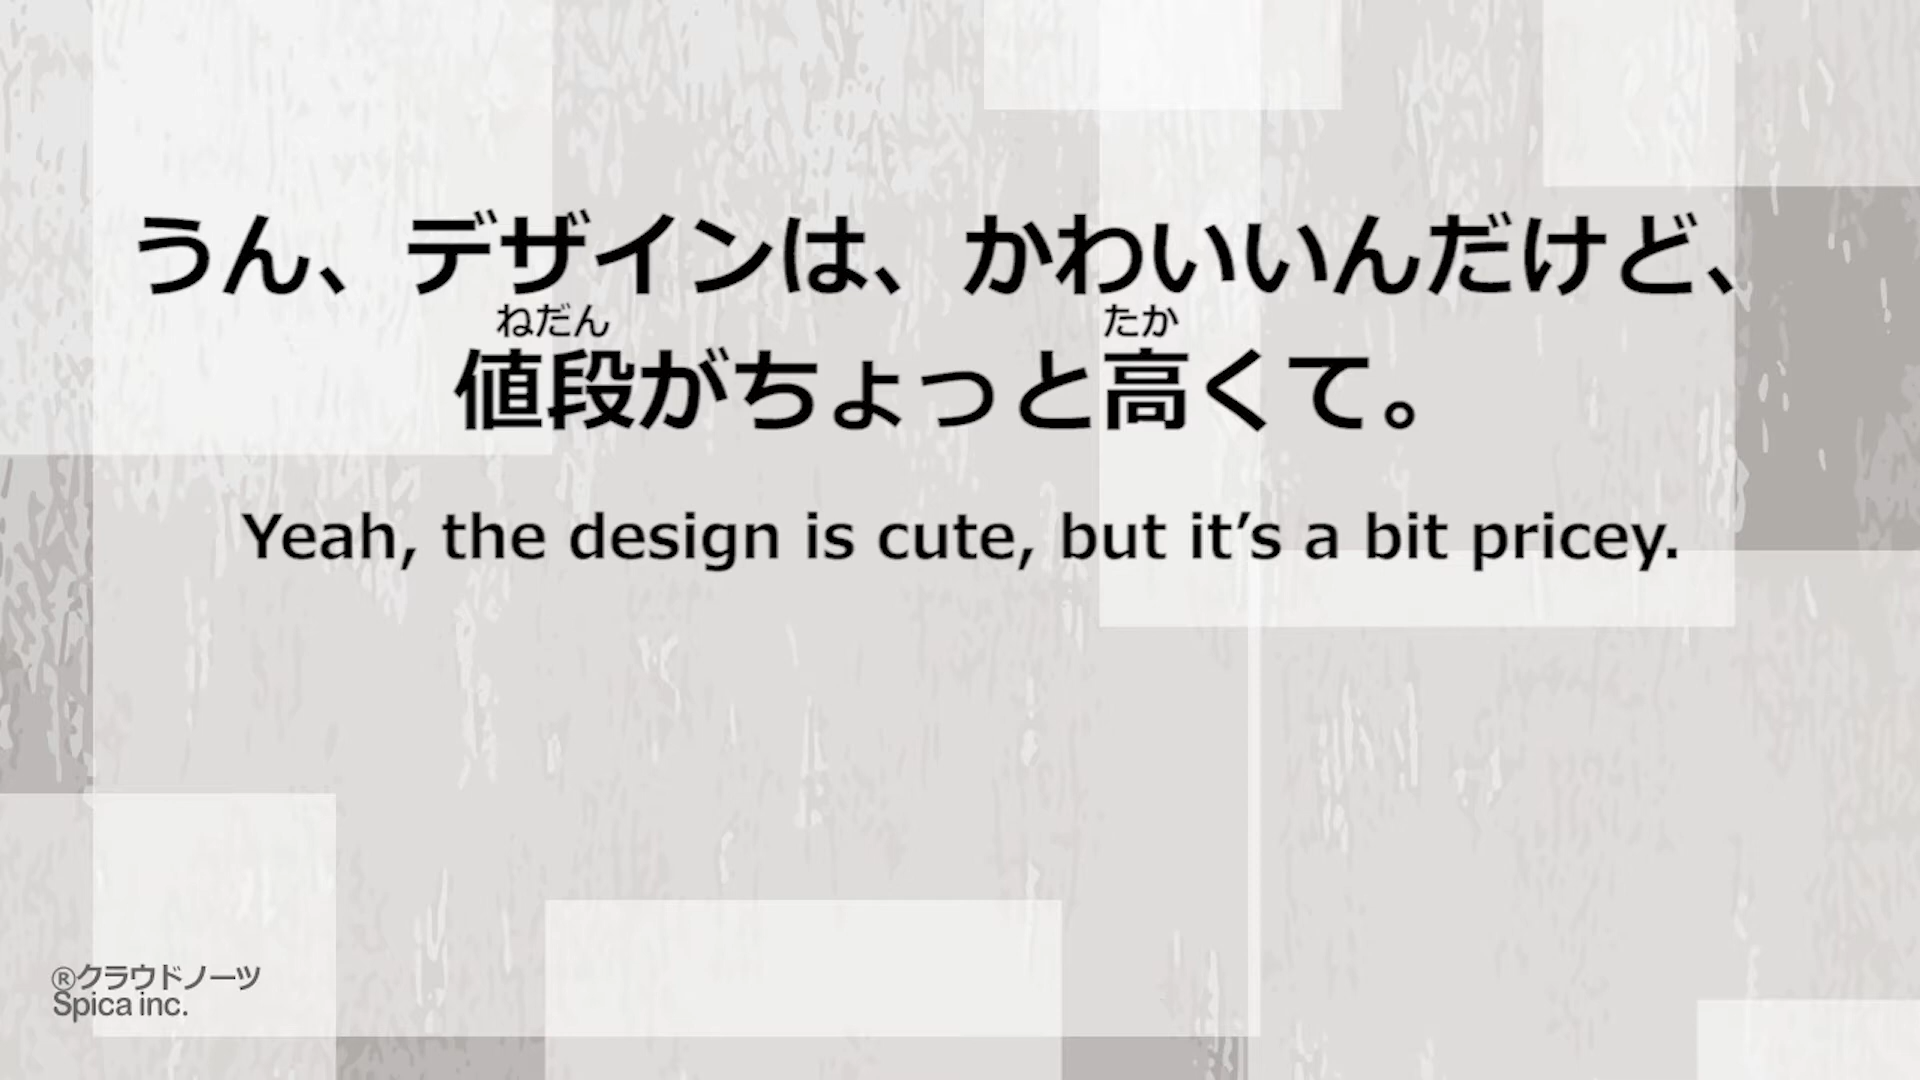 うん、デザインは、かわいいんだけど、
ねだん たか
値段がちょっと高くて。
Yeah, the design is cute, but it’s a bit pricey.
®クラウドノーツ
Spica inc.